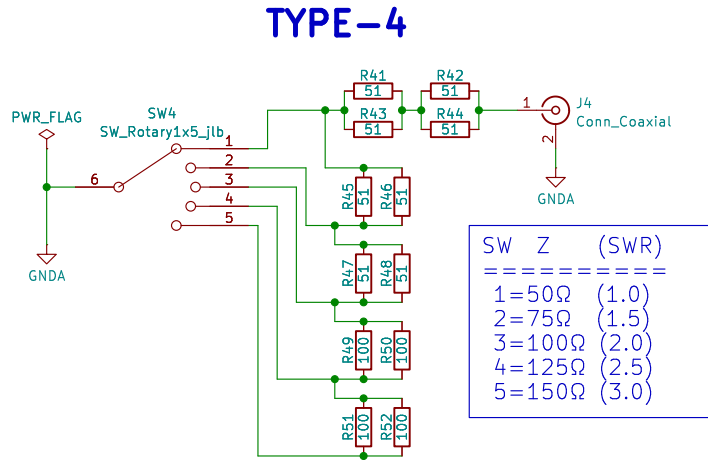 TYPE-4
R41
51
R42
51
R43
51
R44
51
1
2
J4
Conn_Coaxial
GNDA
PWR_FLAG
SW4
SW_Rotary1x5_jlb
1
2
3
4
5
6
GNDA
R45
51
R46
51
R47
51
R48
51
R49
100
R50
100
R51
100
R52
100
SW Z (SWR)
===========
1=50Ω (1.0)
2=75Ω (1.5)
3=100Ω (2.0)
4=125Ω (2.5)
5=150Ω (3.0)